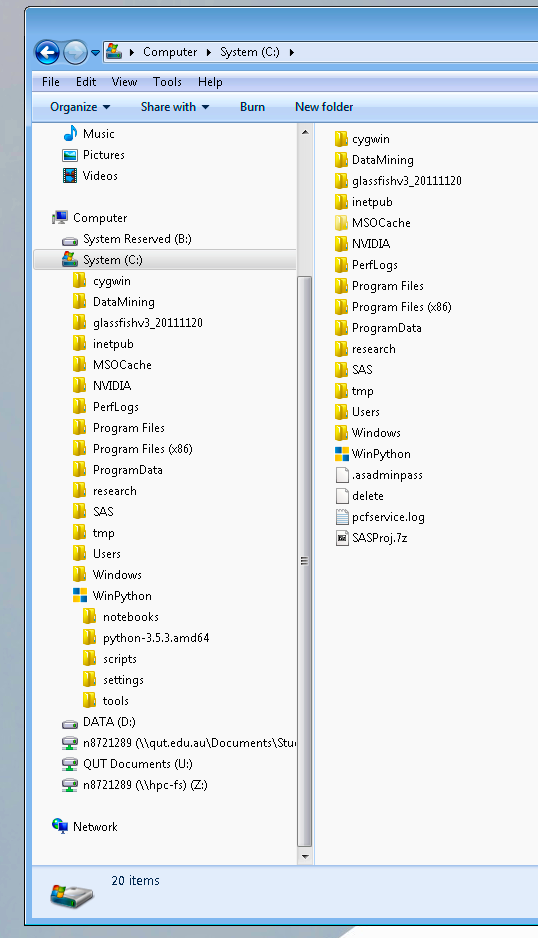 Computer System (C:)
File Edit View Tools Help
Organize Share with Burn New folder
Music
Pictures
Videos
Computer
System Reserved (B:)
System (C:)
cygwin
DataMining
glassfishv3_20111120
inetpub
MSOCache
NVIDIA
PerfLogs
Program Files
Program Files (x86)
ProgramData
research
SAS
tmp
Users
Windows
WinPython
notebooks
python-3.5.3.amd64
scripts
settings
tools
DATA (D:)
n8721289 (\\qut.edu.au\Documents\Stu
QUT Documents (U:)
n8721289 (\\hpc-fs) (Z:)
Network
cygwin
DataMining
glassfishv3_20111120
inetpub
MSOCache
NVIDIA
PerfLogs
Program Files
Program Files (x86)
ProgramData
research
SAS
tmp
Users
Windows
WinPython
.asadminpass
delete
pcfservice.log
SASProj.7z
20 items